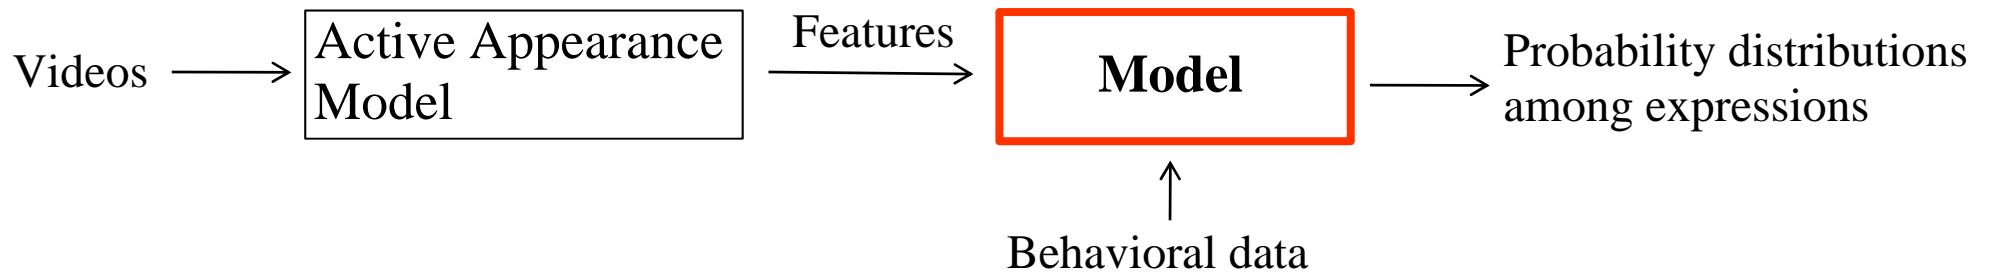 Videos
Active Appearance
Model
Features
Model
Probability distributions
among expressions
Behavioral data